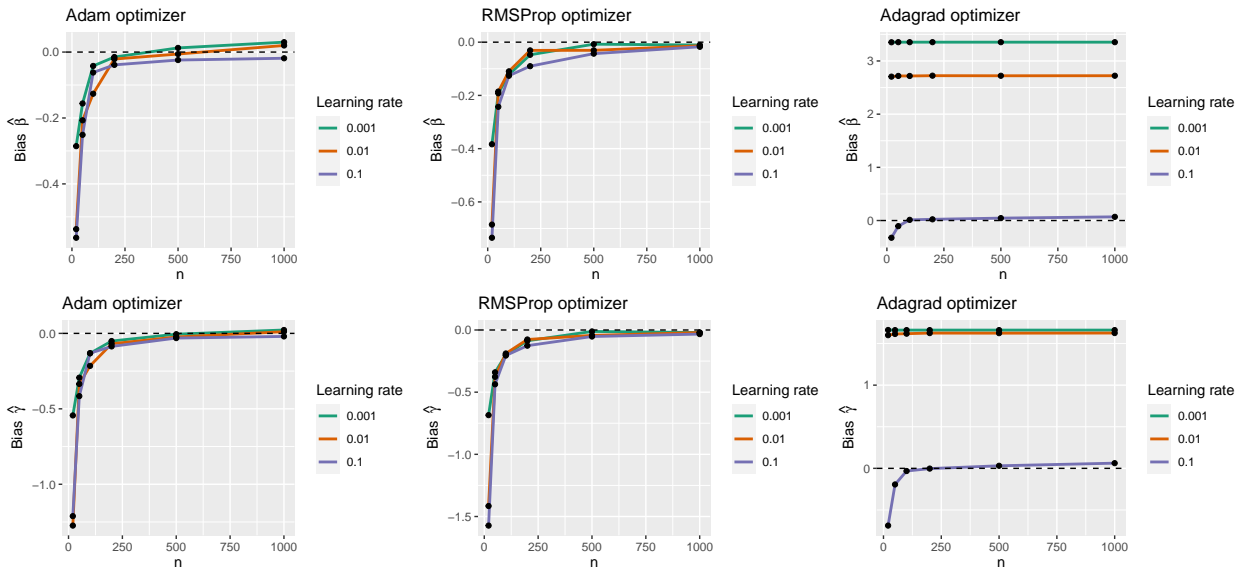 Adam optimizer
Bias β̂
0.0
−0.2
−0.4
0
250
500
750
1000
n
Learning rate
0.001
0.01
0.1
RMSProp optimizer
Bias β̂
0.0
−0.2
−0.4
−0.6
0
250
500
750
1000
n
Learning rate
0.001
0.01
0.1
Adagrad optimizer
Bias β̂
3
2
1
0
0
250
500
750
1000
n
Learning rate
0.001
0.01
0.1
Adam optimizer
Bias γ̂
0.0
−0.5
−1.0
0
250
500
750
1000
n
Learning rate
0.001
0.01
0.1
RMSProp optimizer
Bias γ̂
0.0
−0.5
−1.0
−1.5
0
250
500
750
1000
n
Learning rate
0.001
0.01
0.1
Adagrad optimizer
Bias γ̂
1
0
0
250
500
750
1000
n
Learning rate
0.001
0.01
0.1